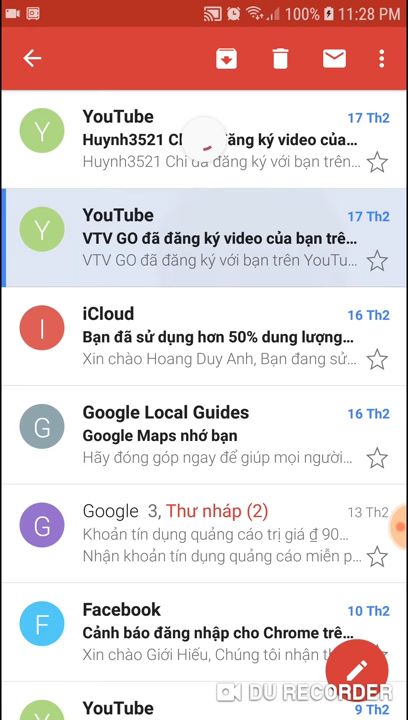 100% 11:28 PM
YouTube 17 Th2
Huynh3521 Chi đăng ký video của…
Huynh3521 Chi đã đăng ký với bạn trên…
YouTube 17 Th2
VTV GO đã đăng ký video của bạn trê…
VTV GO đã đăng ký với bạn trên YouTu…
iCloud 16 Th2
Bạn đã sử dụng hơn 50% dung lượng…
Xin chào Hoang Duy Anh, Bạn đang sử…
Google Local Guides 16 Th2
Google Maps nhớ bạn
Hãy đóng góp ngay để giúp mọi người…
Google 3, Thư nháp (2) 13 Th2
Khoản tín dụng quảng cáo trị giá ₫ 90…
Nhận khoản tín dụng quảng cáo miễn p…
Facebook 10 Th2
Cảnh báo đăng nhập cho Chrome trê…
Xin chào Giới Hiếu, Chúng tôi nhận
DU RECORDER
YouTube 9 Th2